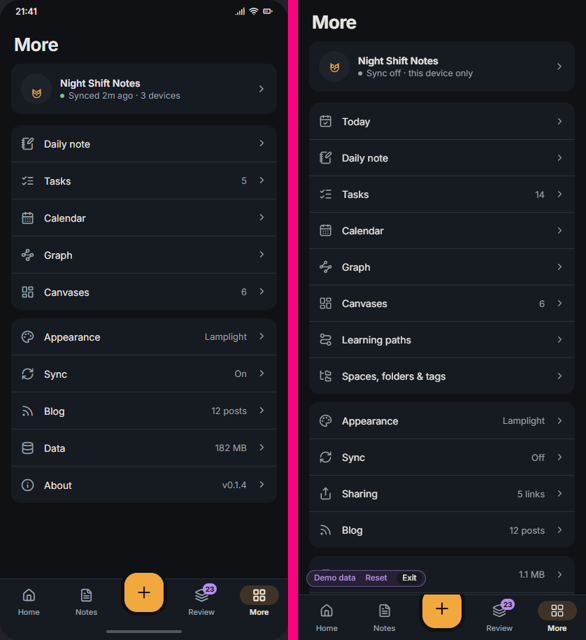 21:41
More
Night Shift Notes
Synced 2m ago · 3 devices
Daily note
Tasks 5
Calendar
Graph
Canvases 6
Appearance Lamplight
Sync On
Blog 12 posts
Data 182 MB
About v0.1.4
Home Notes + Review 23 More
More
Night Shift Notes
Sync off · this device only
Today
Daily note
Tasks 14
Calendar
Graph
Canvases 6
Learning paths
Spaces, folders & tags
Appearance Lamplight
Sync Off
Sharing 5 links
Blog 12 posts
1.1 MB
Demo data Reset Exit
Home Notes + Review 23 More